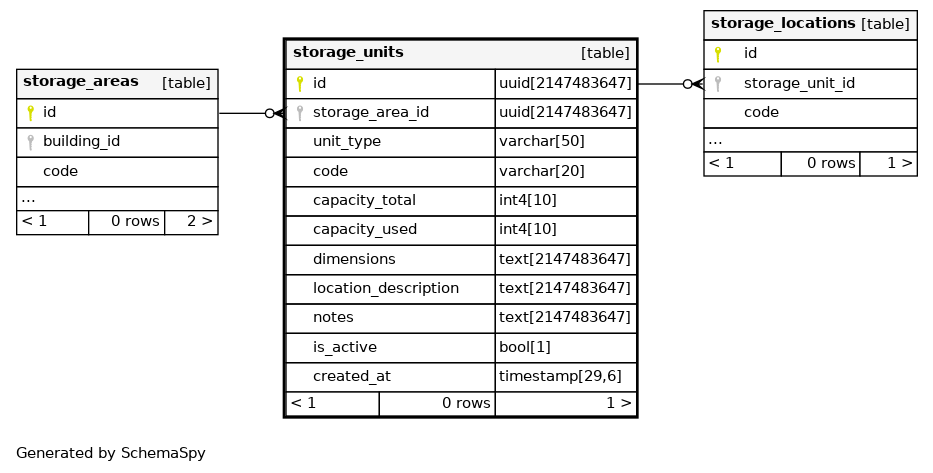 storage_areas [table]
id
building_id
code
...
< 1 0 rows 2 >
storage_units [table]
id uuid[2147483647]
storage_area_id uuid[2147483647]
unit_type varchar[50]
code varchar[20]
capacity_total int4[10]
capacity_used int4[10]
dimensions text[2147483647]
location_description text[2147483647]
notes text[2147483647]
is_active bool[1]
created_at timestamp[29,6]
< 1 0 rows 1 >
storage_locations [table]
id
storage_unit_id
code
...
< 1 0 rows 1 >
Generated by SchemaSpy